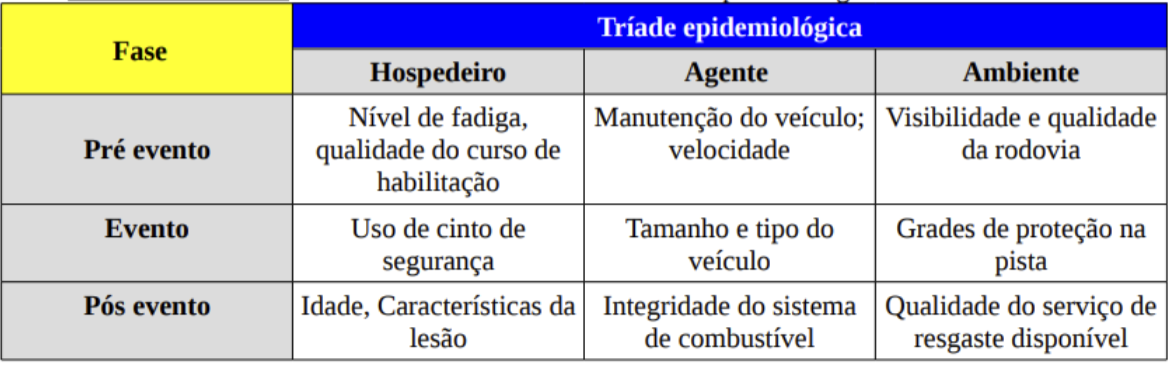 Fase
Tríade epidemiológica
Hospedeiro
Agente
Ambiente
Pré evento
Nível de fadiga,
qualidade do curso de
habilitação
Manutenção do veículo;
velocidade
Visibilidade e qualidade
da rodovia
Evento
Uso de cinto de
segurança
Tamanho e tipo do
veículo
Grades de proteção na
pista
Pós evento
Idade, Características da
lesão
Integridade do sistema
de combustível
Qualidade do serviço de
resgaste disponível